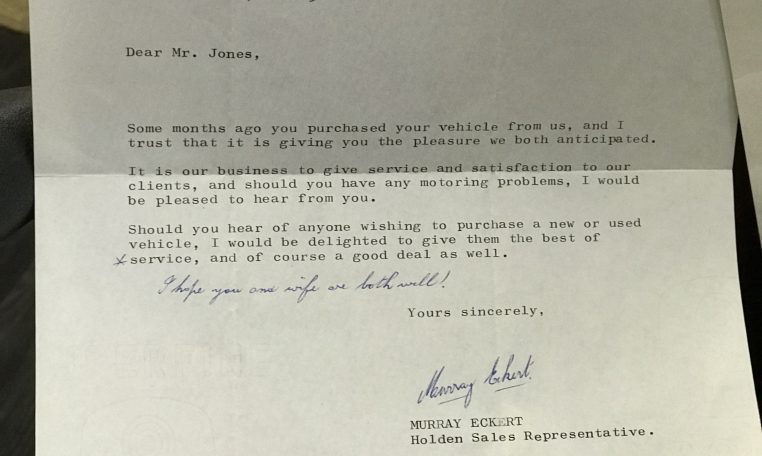 Dear Mr. Jones,
Some months ago you purchased your vehicle from us, and I
trust that it is giving you the pleasure we both anticipated.
It is our business to give service and satisfaction to our
clients, and should you have any motoring problems, I would
be pleased to hear from you.
Should you hear of anyone wishing to purchase a new or used
vehicle, I would be delighted to give them the best of
service, and of course a good deal as well.
I hope you and wife are both well!
Yours sincerely,
Murray Eckert.
MURRAY ECKERT
Holden Sales Representative.